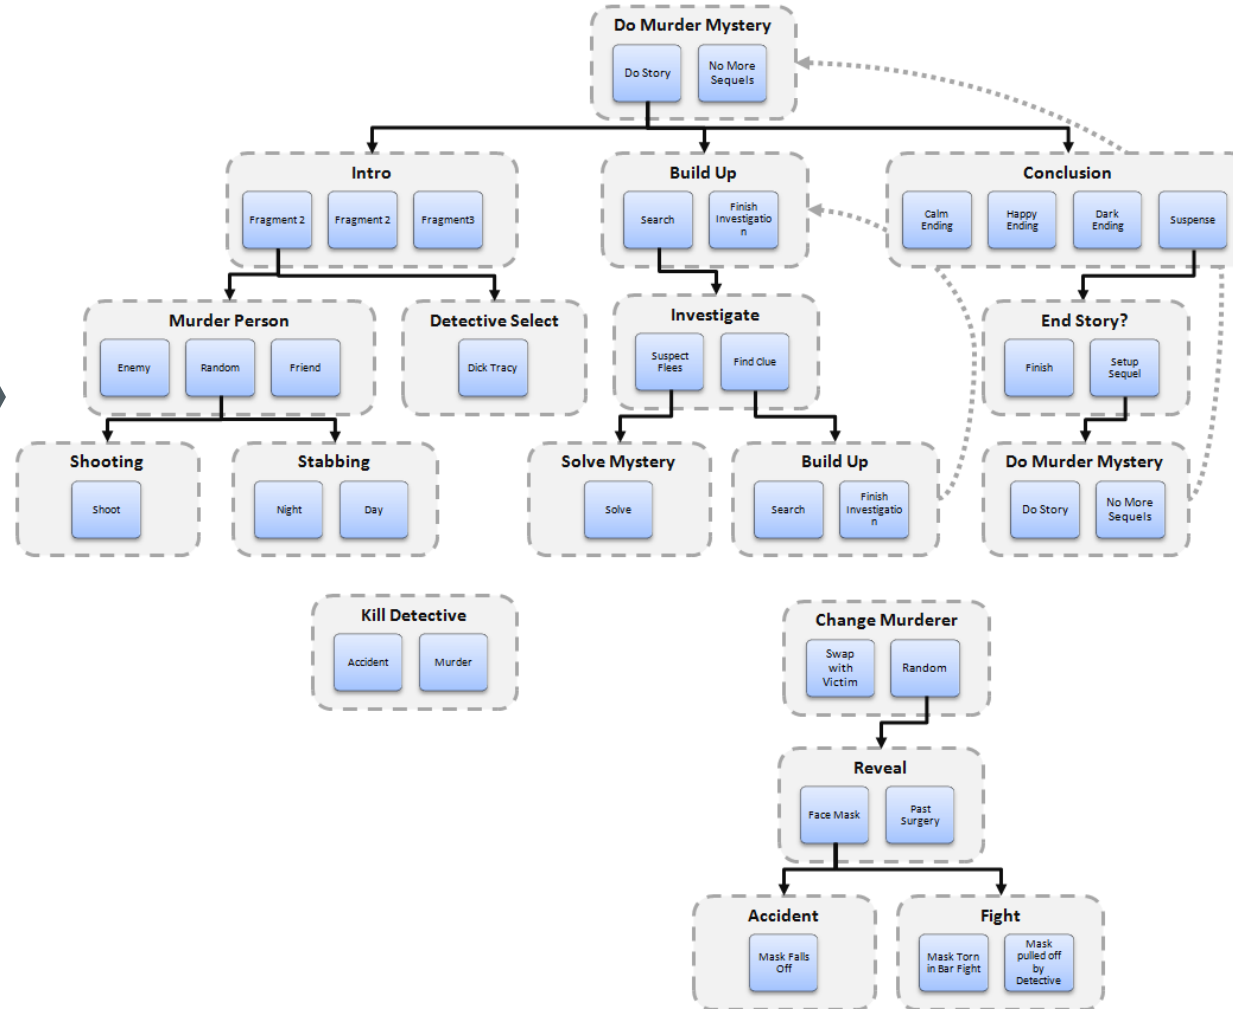 Do Murder Mystery
Do Story
No More
Sequels
Intro
Fragment 2
Fragment 2
Fragment3
Build Up
Search
Finish
Investigatio
n
Conclusion
Calm
Ending
Happy
Ending
Dark
Ending
Suspense
Murder Person
Enemy
Random
Friend
Detective Select
Dick Tracy
Investigate
Suspect
Flees
Find Clue
End Story?
Finish
Setup
Sequel
Shooting
Shoot
Stabbing
Night
Day
Solve Mystery
Solve
Build Up
Search
Finish
Investigatio
n
Do Murder Mystery
Do Story
No More
Sequels
Kill Detective
Accident
Murder
Change Murderer
Swap
with
Victim
Random
Reveal
Face Mask
Past
Surgery
Accident
Mask Falls
Off
Fight
Mask Torn
in Bar Fight
Mask
pulled off
by
Detective